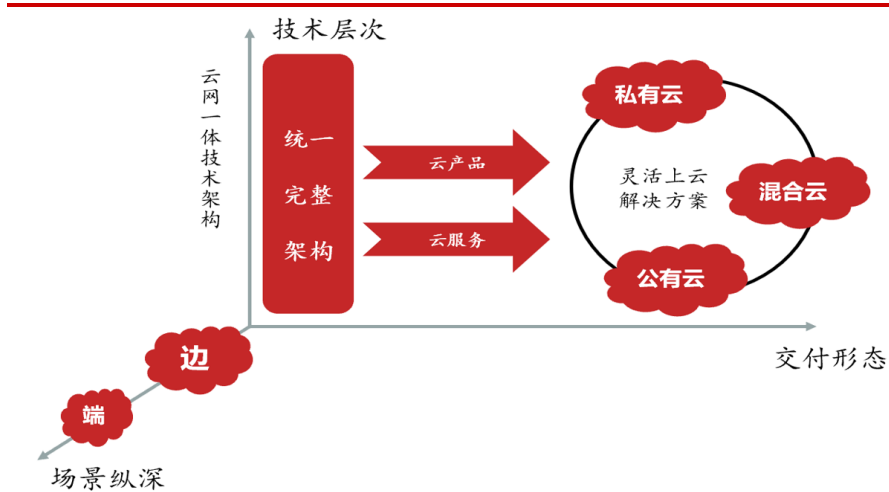 技术层次
云网一体技术架构
统一
完整
架构
云产品
云服务
私有云
灵活上云
解决方案
混合云
公有云
边
端
交付形态
场景纵深